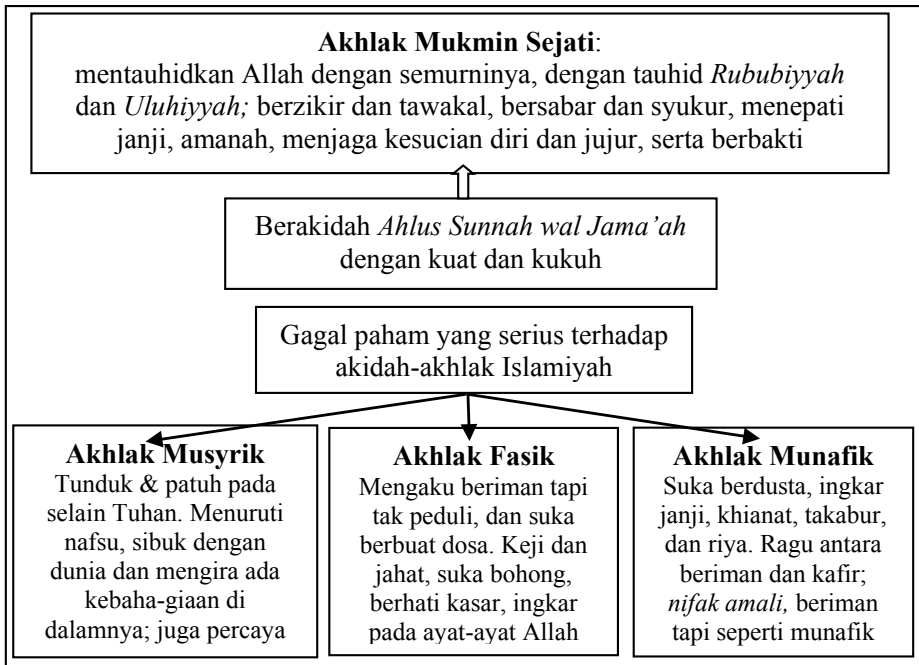 Akhlak Mukmin Sejati:
mentauhidkan Allah dengan semurninya, dengan tauhid Rububiyyah
dan Uluhiyyah; berzikir dan tawakal, bersabar dan syukur, menepati
janji, amanah, menjaga kesucian diri dan jujur, serta berbakti
Berakidah Ahlus Sunnah wal Jama’ah
dengan kuat dan kukuh
Gagal paham yang serius terhadap
akidah-akhlak Islamiyah
Akhlak Musyrik
Tunduk & patuh pada
selain Tuhan. Menuruti
nafsu, sibuk dengan
dunia dan mengira ada
kebaha-giaan di
dalamnya; juga percaya
Akhlak Fasik
Mengaku beriman tapi
tak peduli, dan suka
berbuat dosa. Keji dan
jahat, suka bohong,
berhati kasar, ingkar
pada ayat-ayat Allah
Akhlak Munafik
Suka berdusta, ingkar
janji, khianat, takabur,
dan riya. Ragu antara
beriman dan kafir;
nifak amali, beriman
tapi seperti munafik